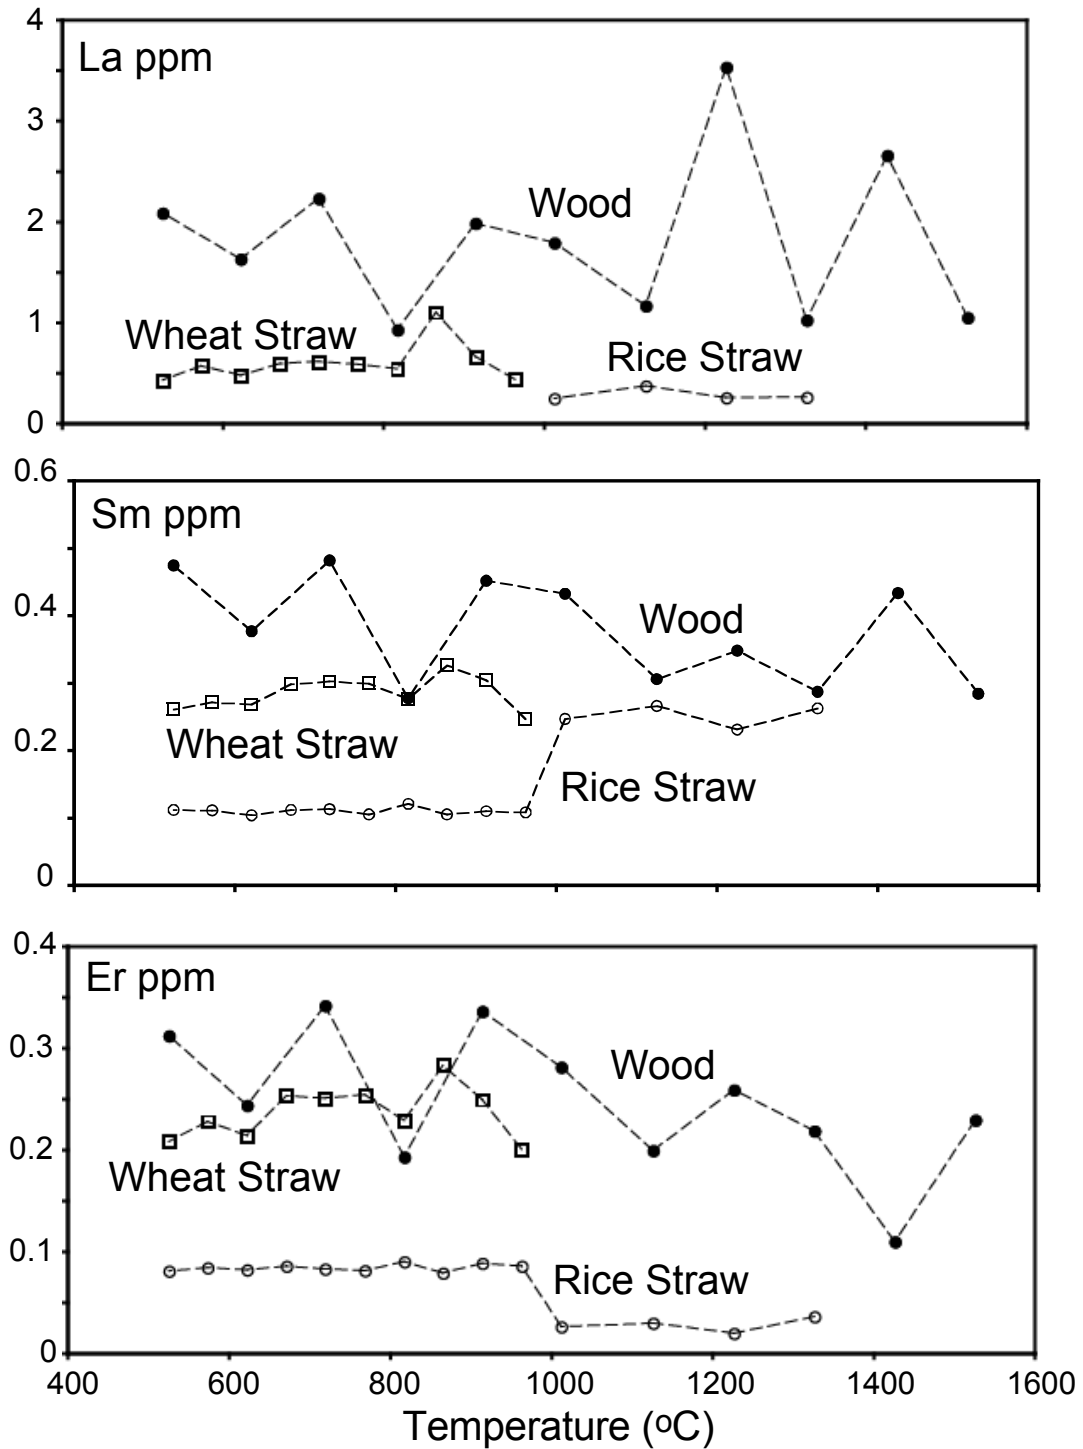 4
La ppm
3
Wood
2
1
Wheat Straw
Rice Straw
0
0.6
Sm ppm
0.4
Wood
Wheat Straw
0.2
Rice Straw
0
0.4
Er ppm
0.3
Wood
0.2
Wheat Straw
0.1
Rice Straw
0
400 600 800 1000 1200 1400 1600
Temperature (ºC)